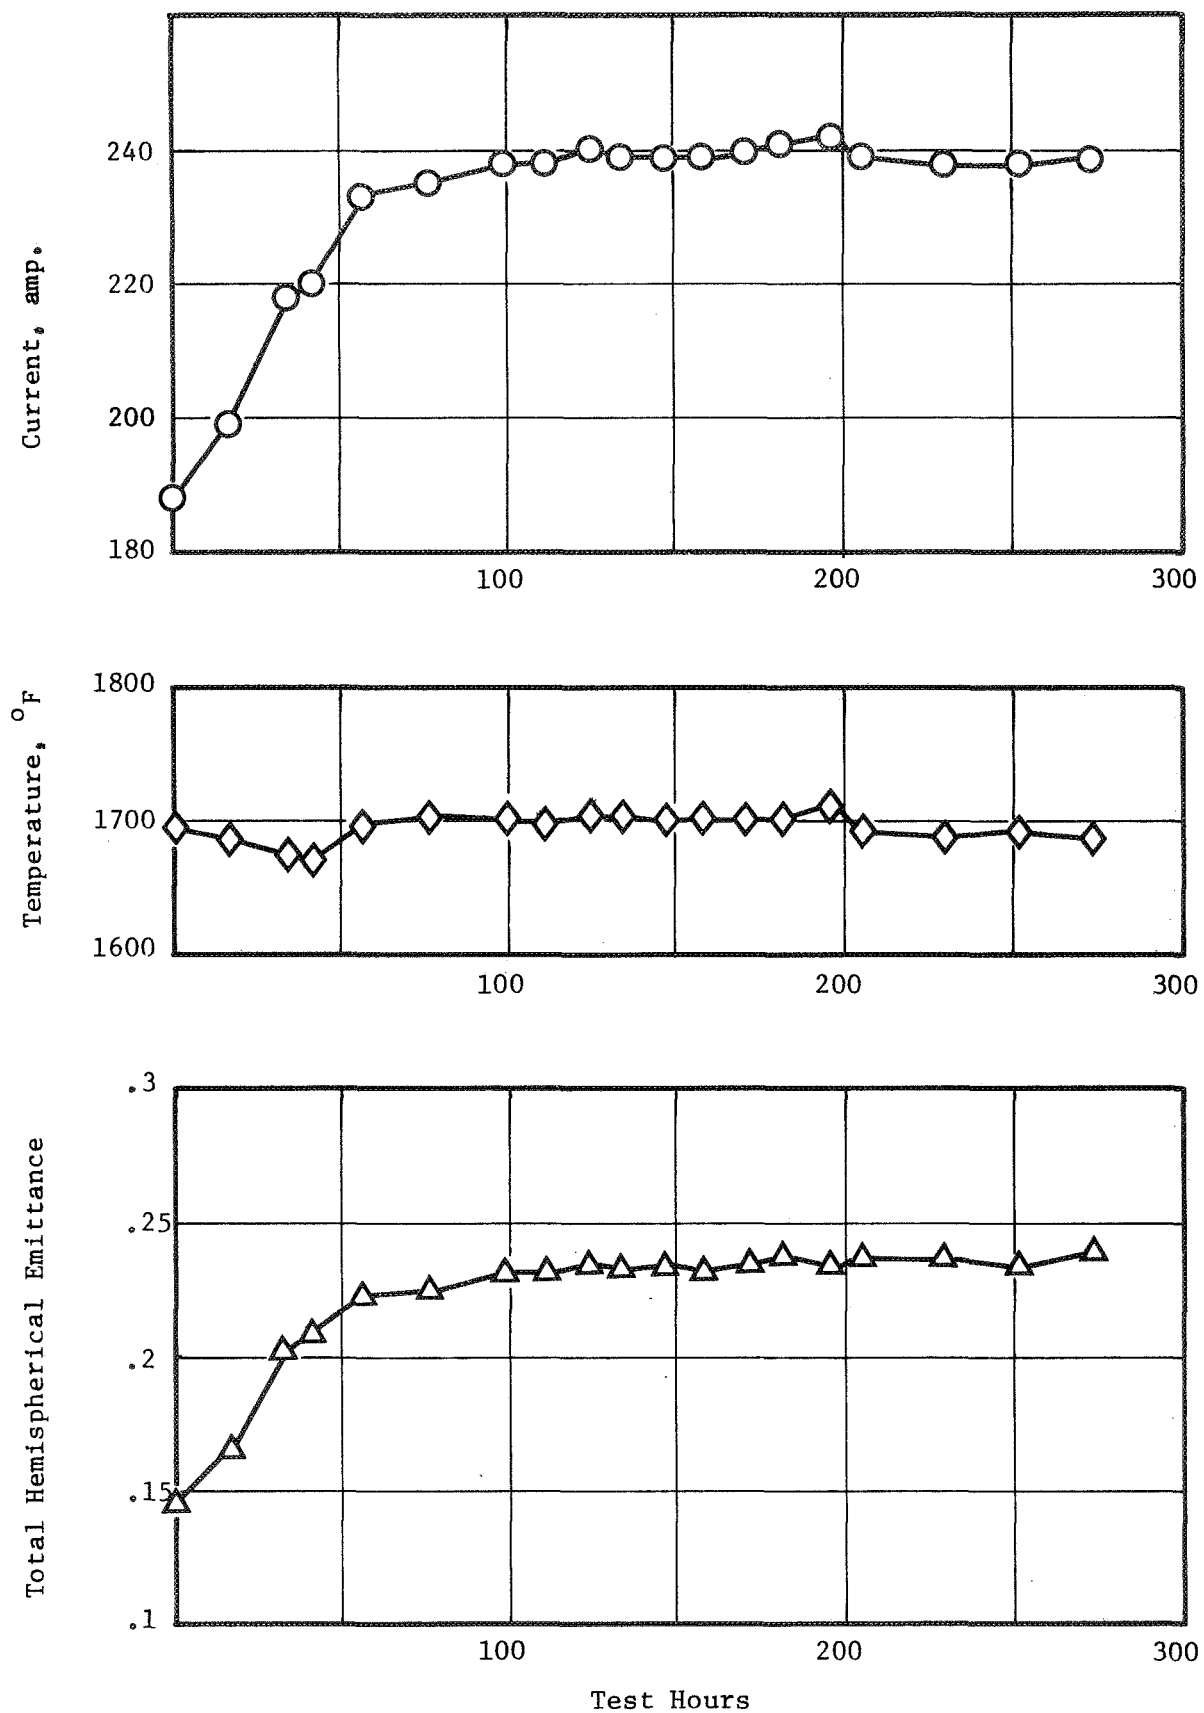 Current, amp.
240
220
200
180
100 200 300
Temperature, °F
1800
1700
1600
100 200 300
Total Hemispherical Emittance
.3
.25
.2
.15
.1
100 200 300
Test Hours